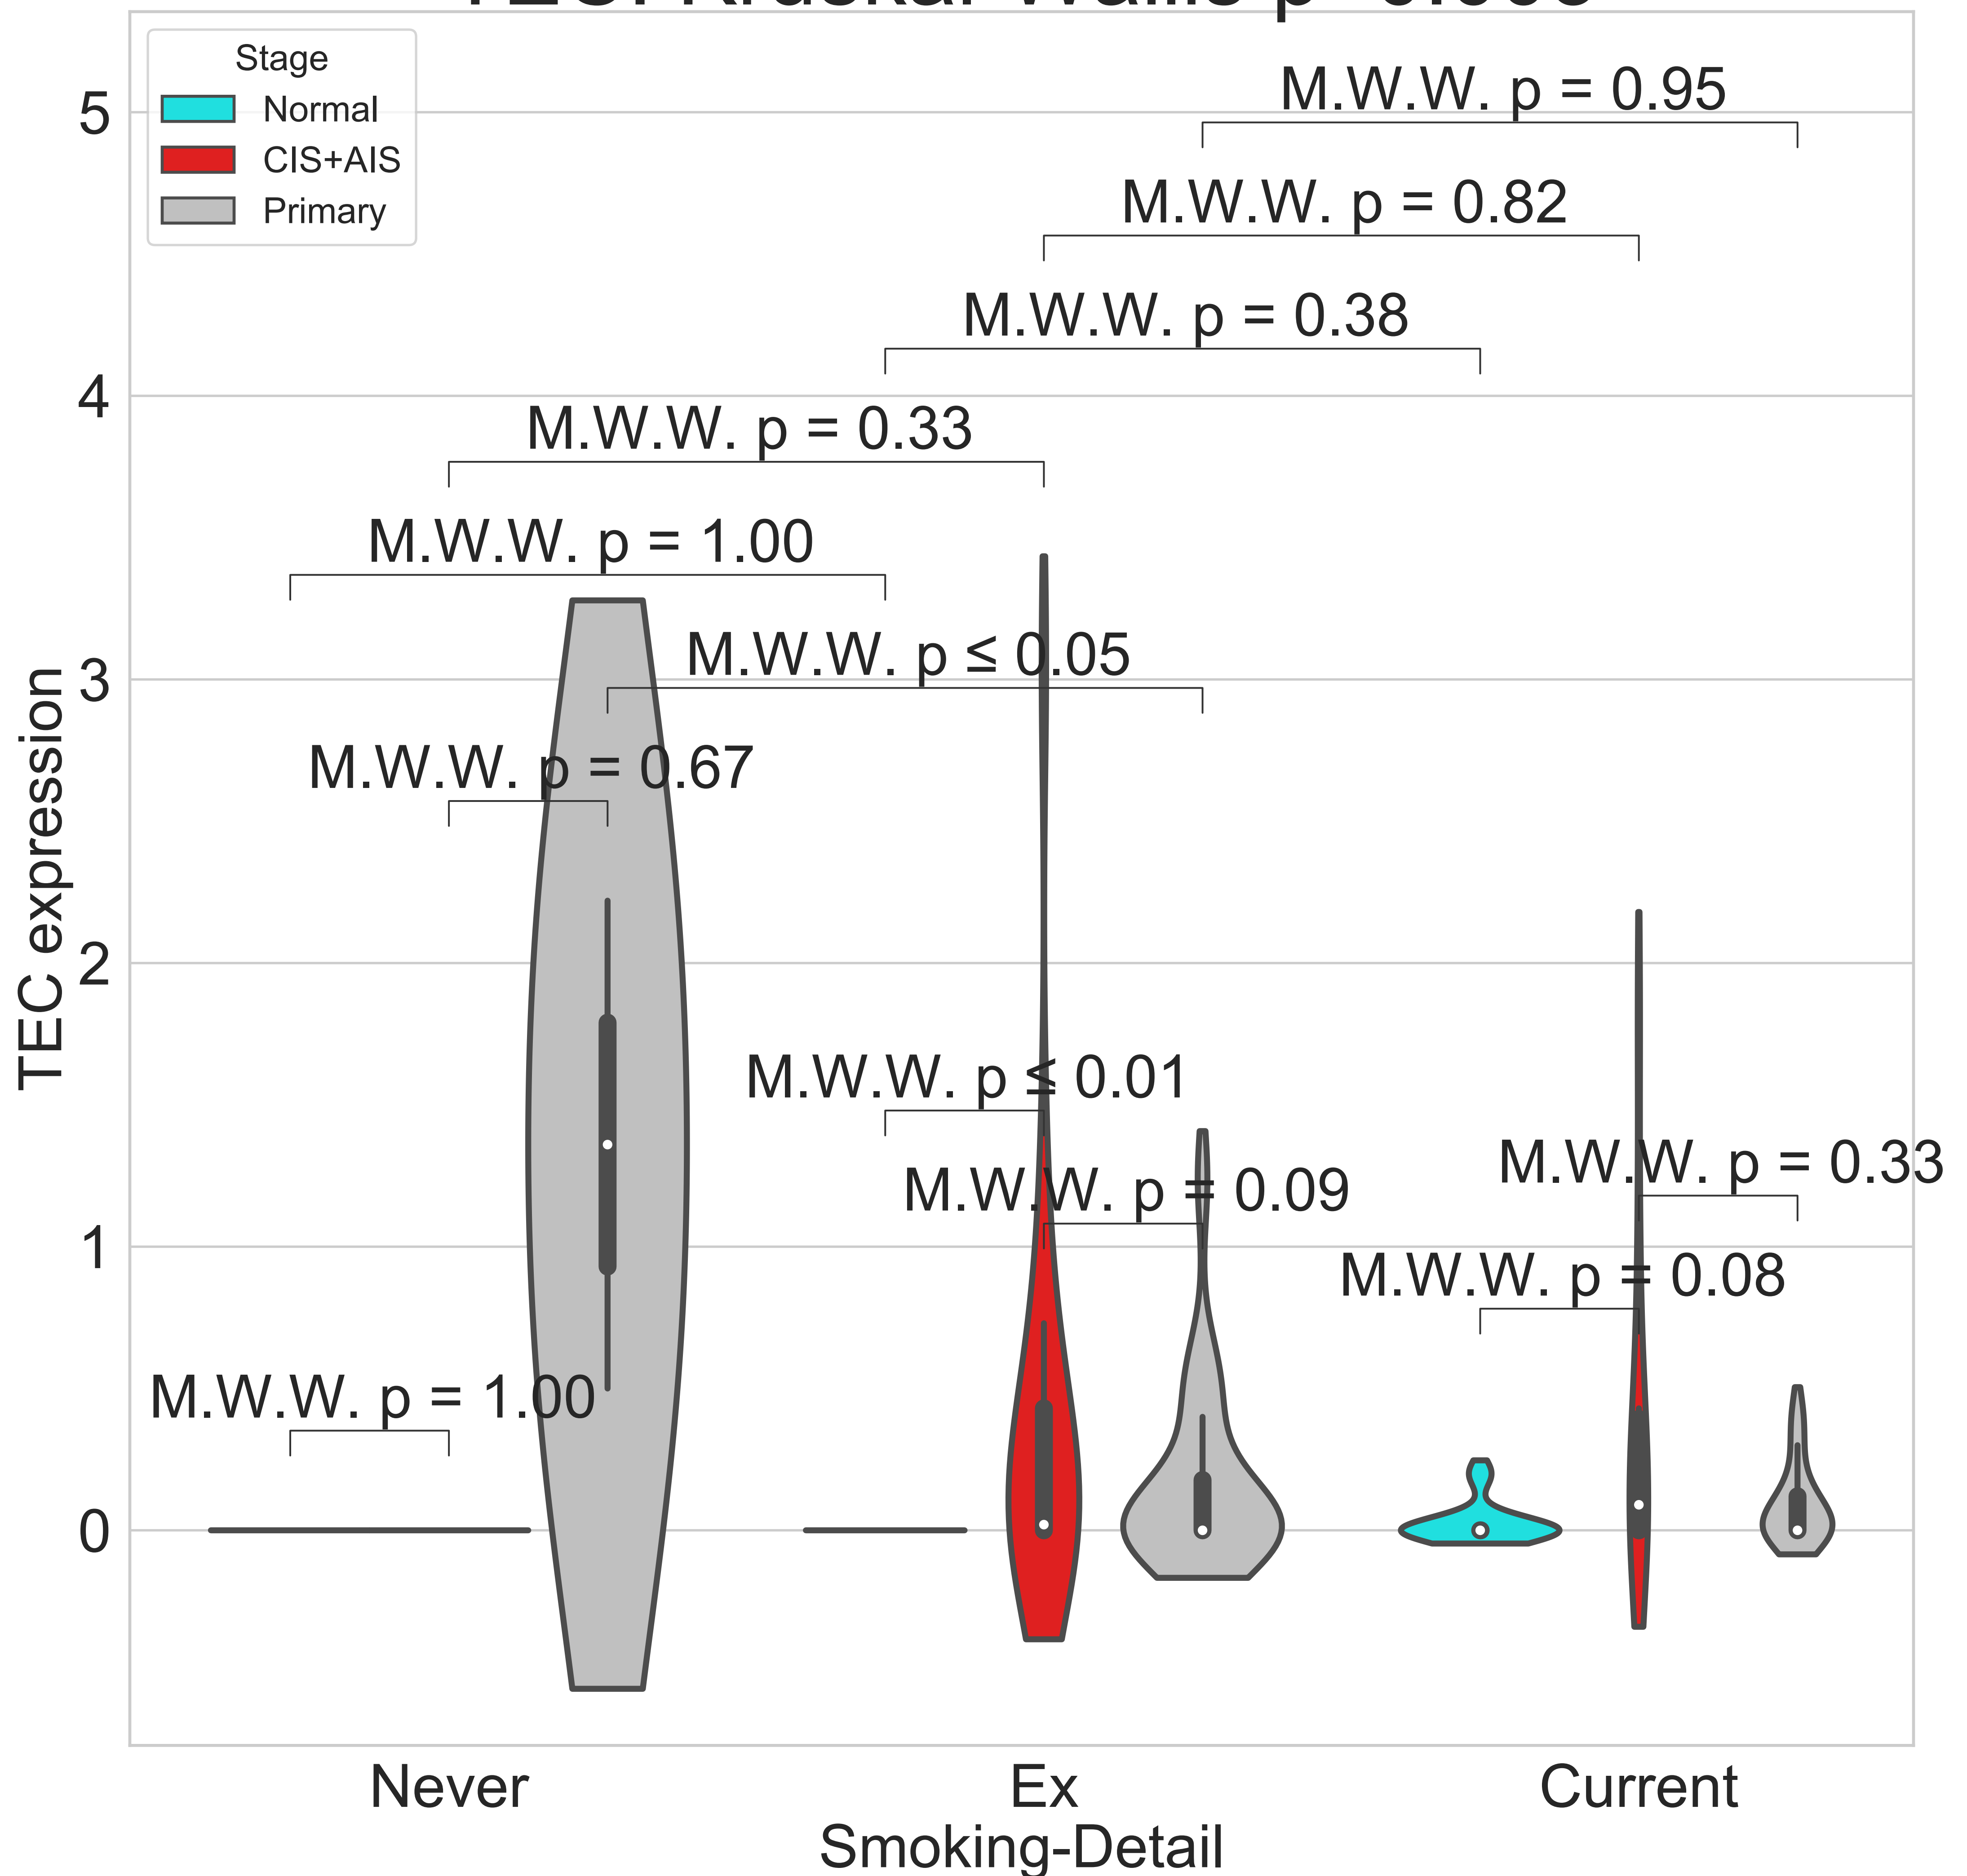 Stage
Normal
CIS+AIS
Primary
M.W.W. p = 0.95
M.W.W. p = 0.82
M.W.W. p = 0.38
M.W.W. p = 0.33
M.W.W. p = 1.00
M.W.W. p ≤ 0.05
M.W.W. p = 0.67
M.W.W. p ≤ 0.01
M.W.W. p = 0.09
M.W.W. p = 0.33
M.W.W. p = 0.08
M.W.W. p = 1.00
TEC expression
5
4
3
2
1
0
Never
Ex
Current
Smoking-Detail